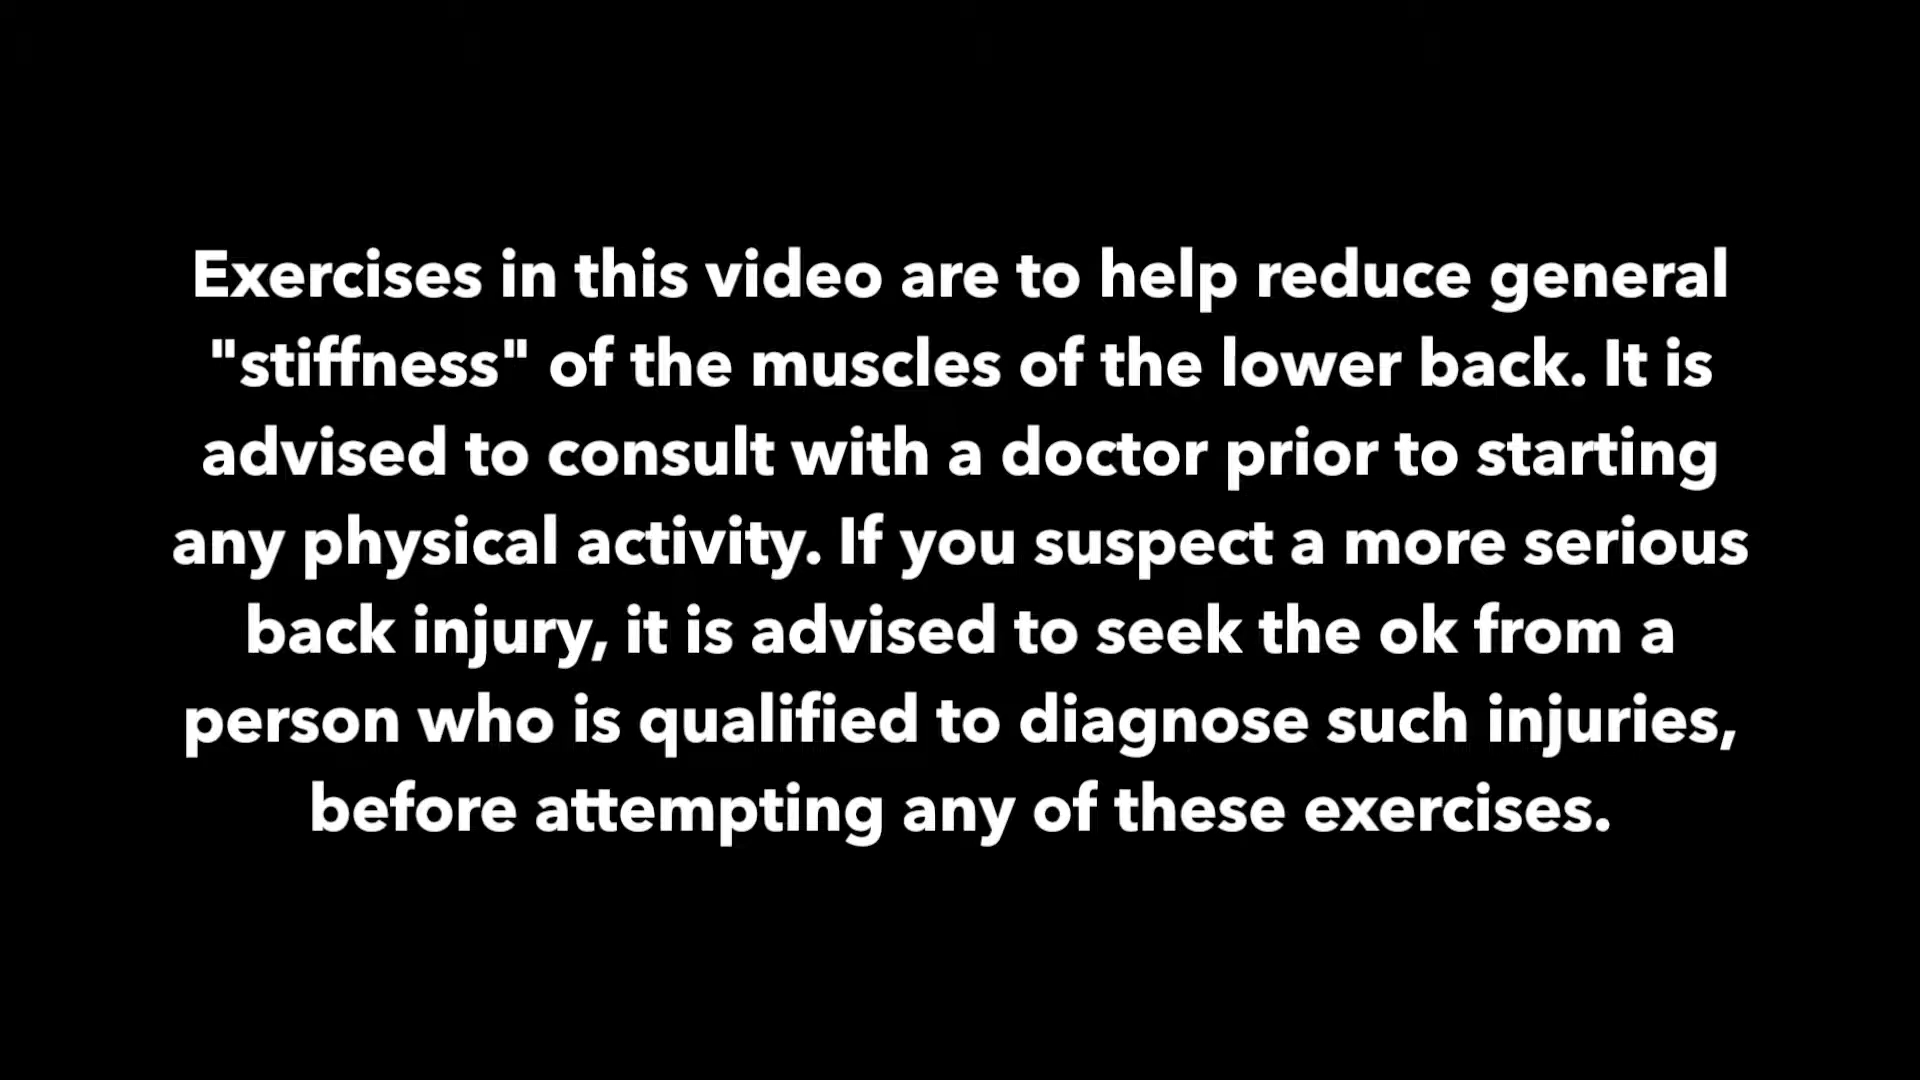 Exercises in this video are to help reduce general
"stiffness" of the muscles of the lower back. It is
advised to consult with a doctor prior to starting
any physical activity. If you suspect a more serious
back injury, it is advised to seek the ok from a
person who is qualified to diagnose such injuries,
before attempting any of these exercises.